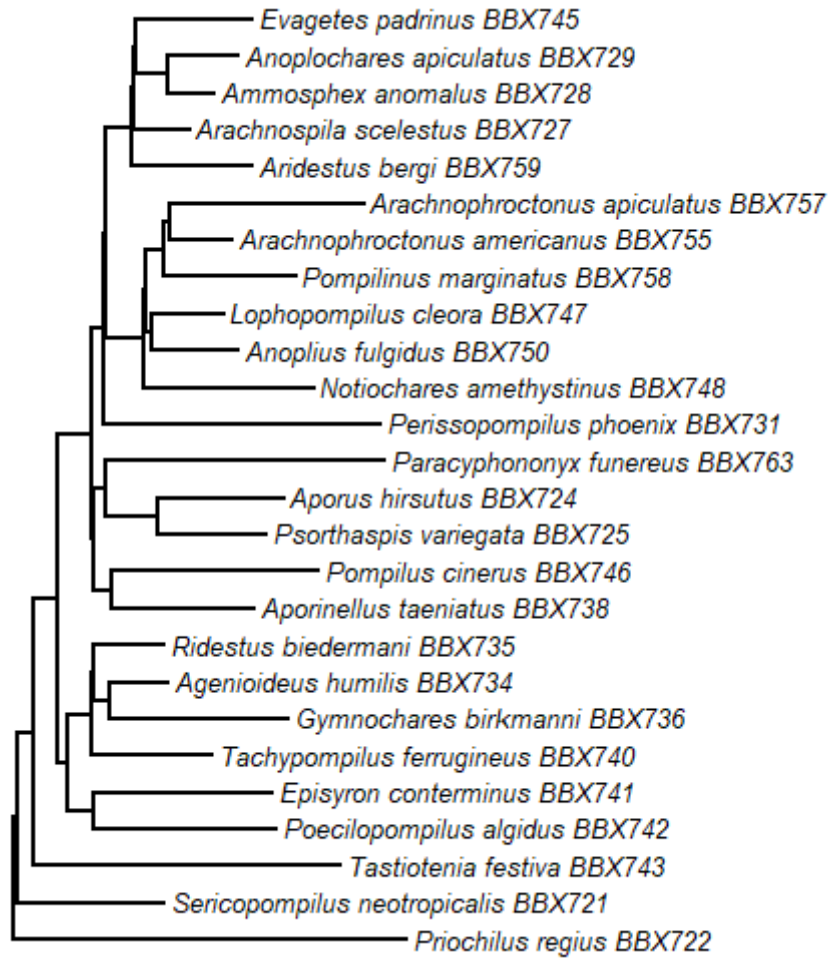 Evagetes padrinus BBX745
Anoplochares apiculatus BBX729
Ammosphex anomalus BBX728
Arachnospila scelestus BBX727
Aridestus bergi BBX759
Arachnophroctonus apiculatus BBX757
Arachnophroctonus americanus BBX755
Pompilinus marginatus BBX758
Lophopompilus cleora BBX747
Anoplius fulgidus BBX750
Notiochares amethystinus BBX748
Perissopompilus phoenix BBX731
Paracyphononyx funereus BBX763
Aporus hirsutus BBX724
Psorthaspis variegata BBX725
Pompilus cinerus BBX746
Aporinellus taeniatus BBX738
Ridestus biedermani BBX735
Agenioideus humilis BBX734
Gymnochares birkmanni BBX736
Tachypompilus ferrugineus BBX740
Episyron conterminus BBX741
Poecilopompilus algidus BBX742
Tastiotenia festiva BBX743
Sericopompilus neotropicalis BBX721
Priochilus regius BBX722